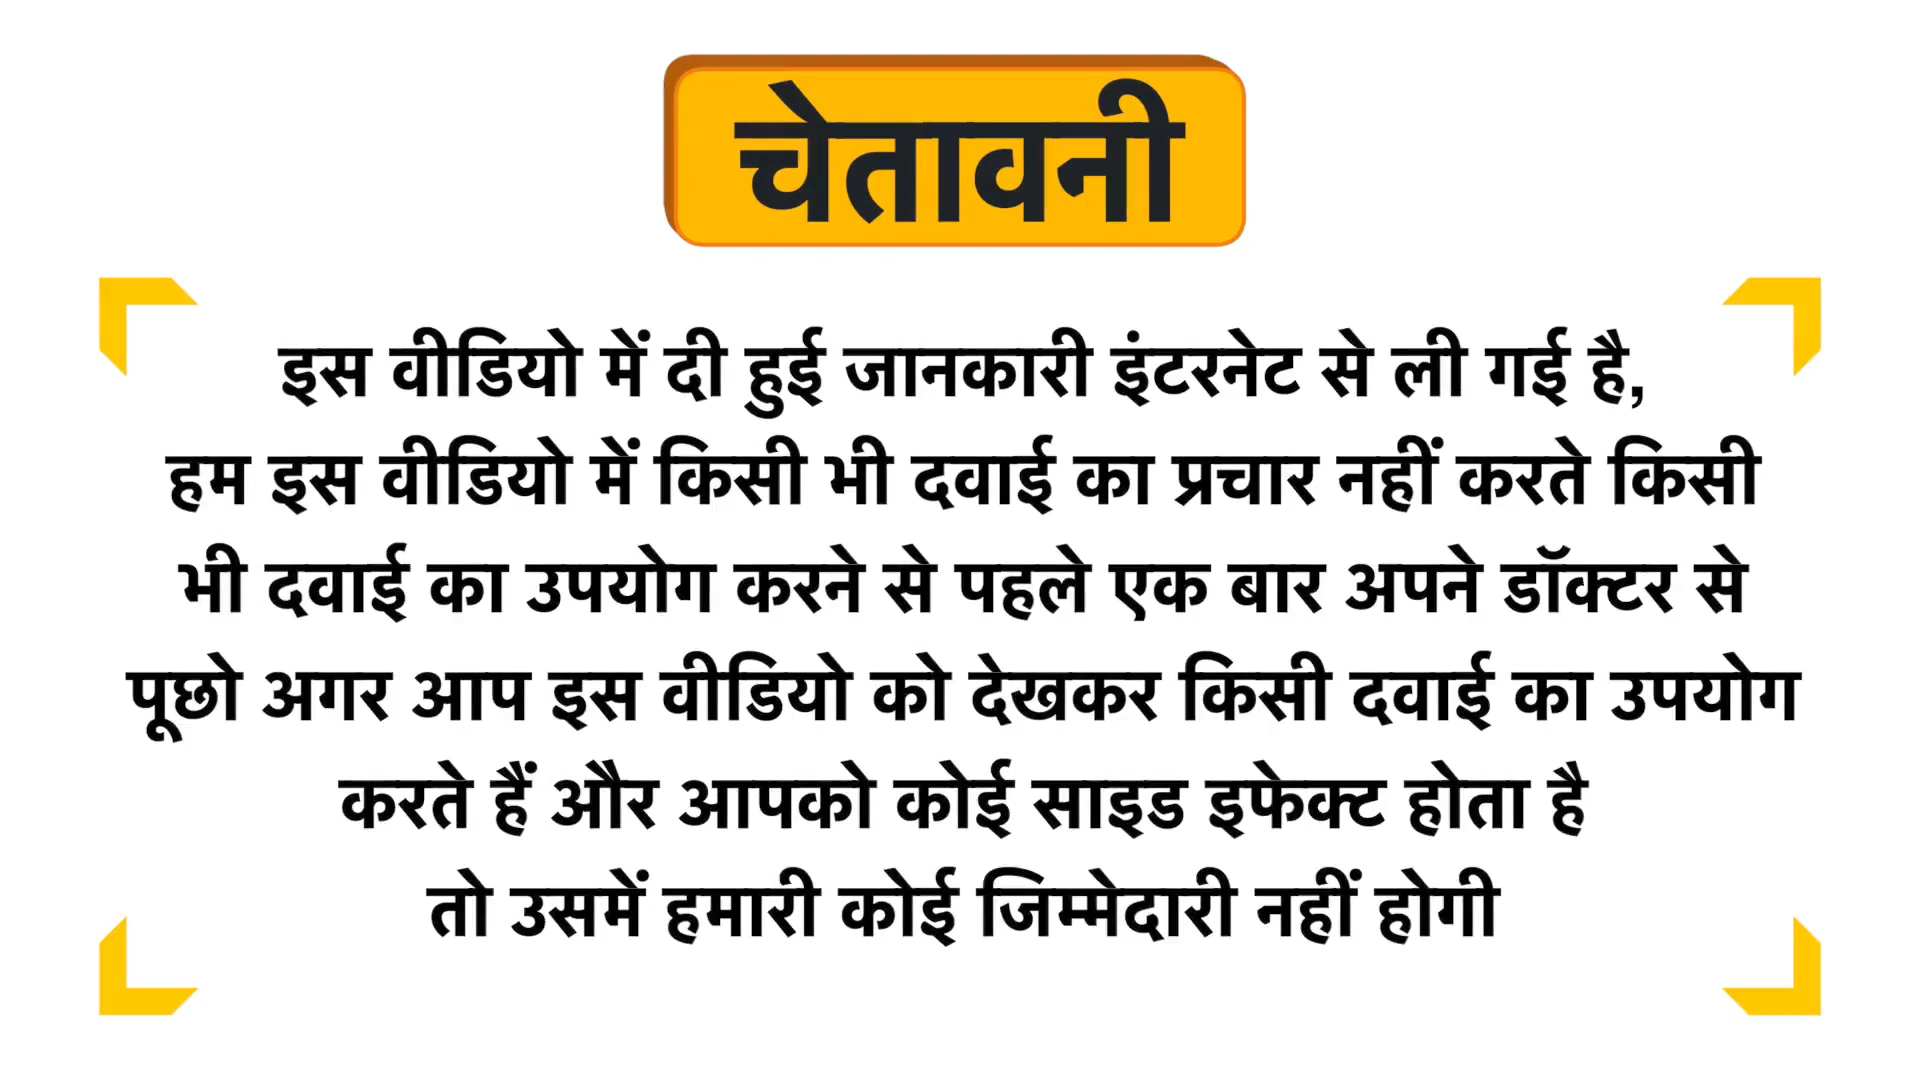 चेतावनी
इस वीडियो में दी हुई जानकारी इंटरनेट से ली गई है,
हम इस वीडियो में किसी भी दवाई का प्रचार नहीं करते किसी
भी दवाई का उपयोग करने से पहले एक बार अपने डॉक्टर से
पूछो अगर आप इस वीडियो को देखकर किसी दवाई का उपयोग
करते हैं और आपको कोई साइड इफेक्ट होता है
तो उसमें हमारी कोई जिम्मेदारी नहीं होगी